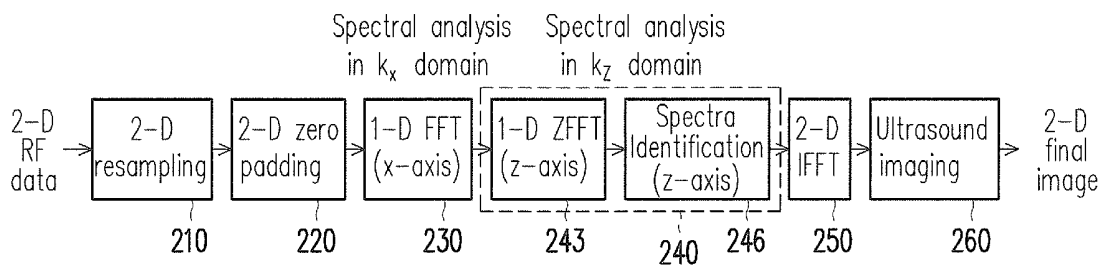 Spectral analysis
in kx domain
Spectral analysis
in kz domain
2-D
RF
data
2-D
resampling
2-D zero
padding
1-D FFT
(x-axis)
1-D ZFFT
(z-axis)
Spectra
Identification
(z-axis)
2-D
IFFT
Ultrasound
imaging
2-D
final
image
210
220
230
243
240
246
250
260